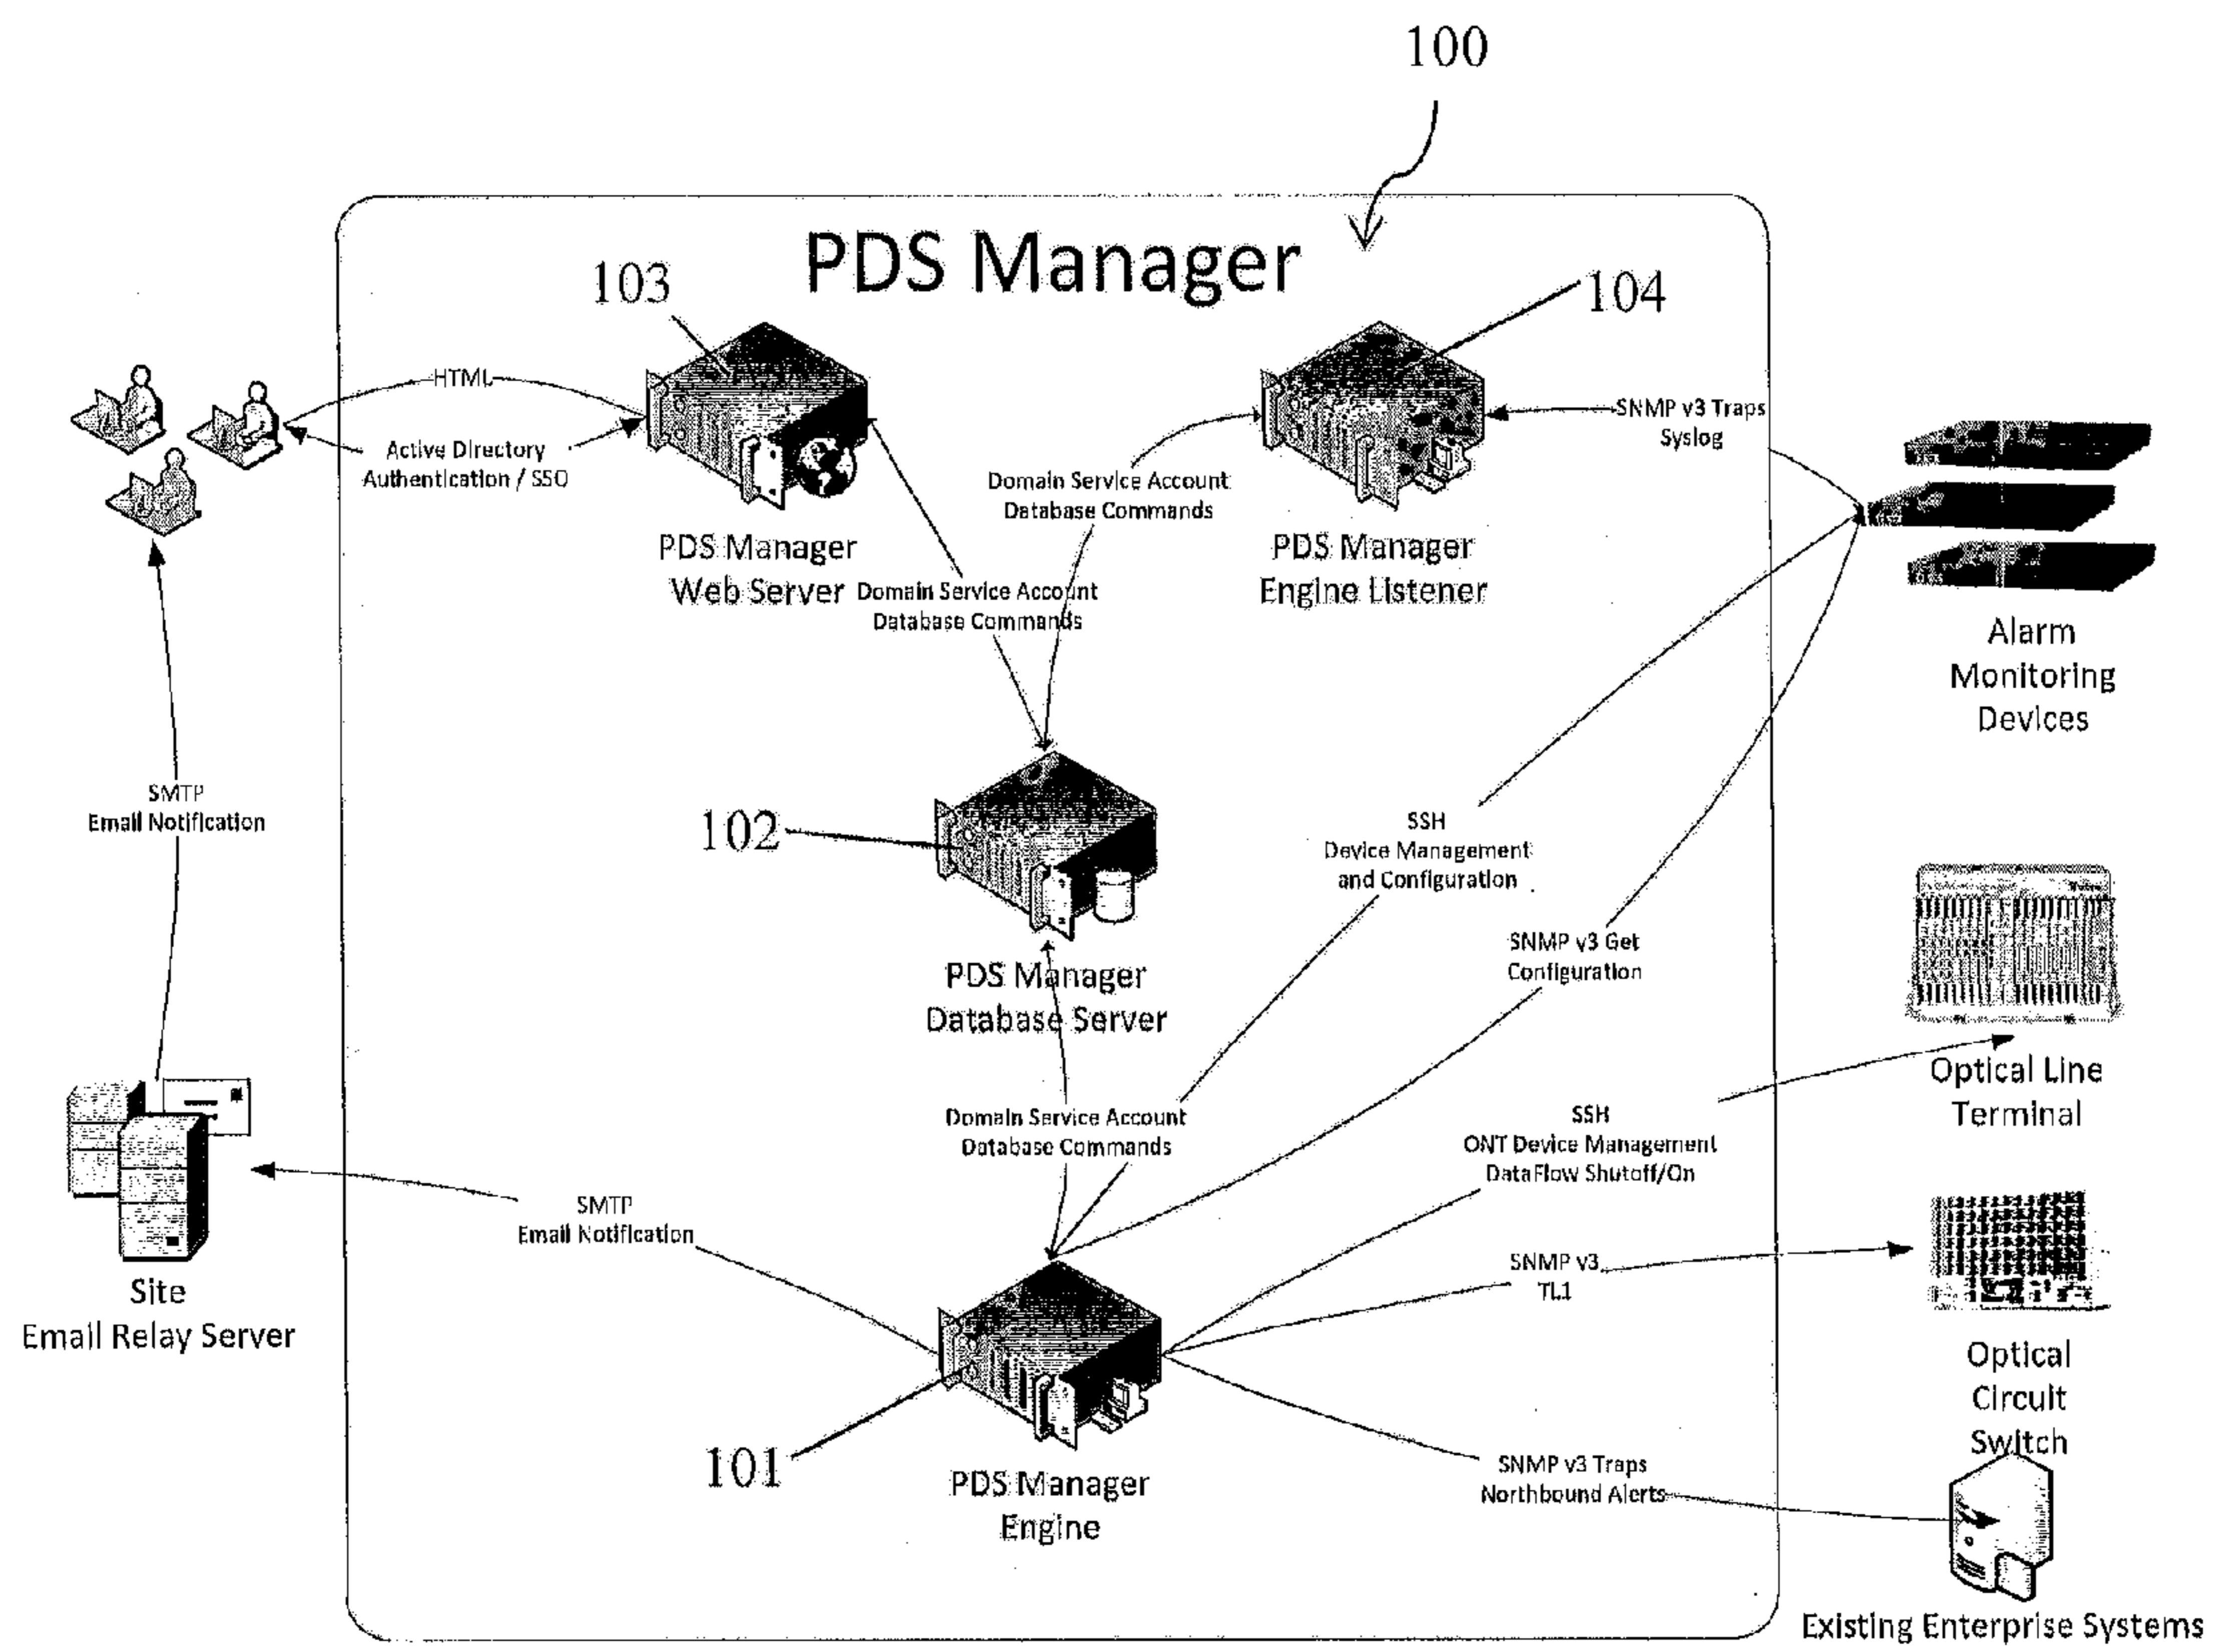 100
PDS Manager
103
104
HTML
Active Directory
Authentication / SSO
SNMP v3 Traps
Syslog
Domain Service Account
Database Commands
PDS Manager
Web Server
PDS Manager
Engine Listener
Domain Service Account
Database Commands
Alarm
Monitoring
Devices
SMTP
Email Notification
102
SSH
Device Management
and Configuration
SNMP v3 Get
Configuration
PDS Manager
Database Server
Optical Line
Terminal
Domain Service Account
Database Commands
SSH
ONT Device Management
DataFlow Shutoff/On
SMTP
Email Notification
SNMP v3
TL1
Site
Email Relay Server
Optical
Circuit
Switch
101
PDS Manager
Engine
SNMP v3 Traps
Northbound Alerts
Existing Enterprise Systems